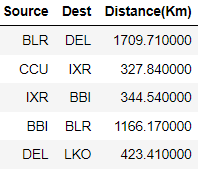 Source Dest Distance(Km)
BLR DEL 1709.710000
CCU IXR 327.840000
IXR BBI 344.540000
BBI BLR 1166.170000
DEL LKO 423.410000